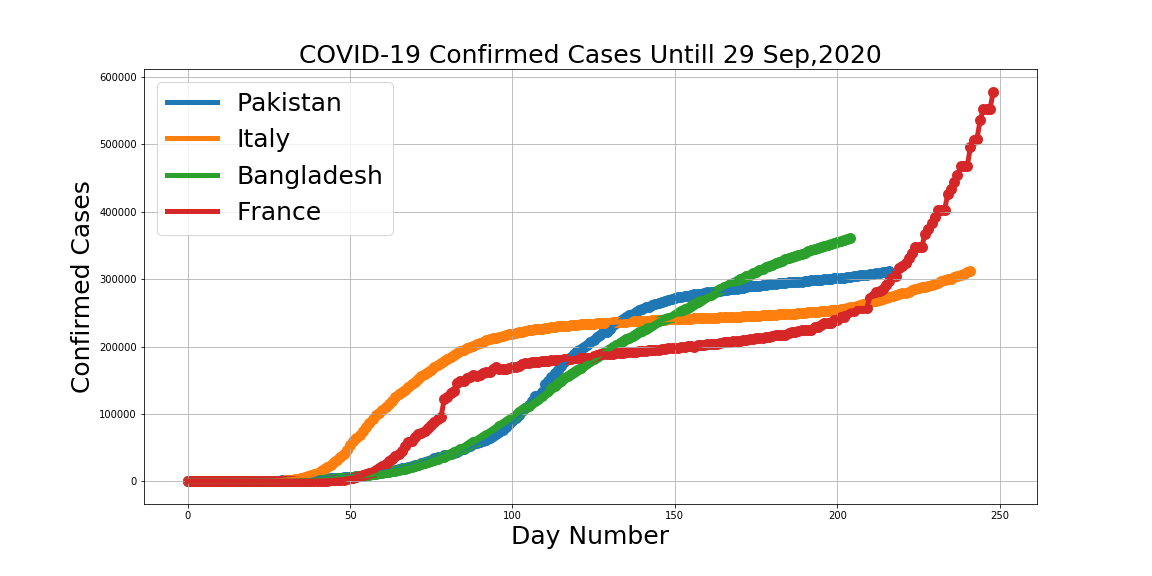 COVID-19 Confirmed Cases Untill 29 Sep,2020
600000
500000
400000
300000
200000
100000
0
Confirmed Cases
Pakistan
Italy
Bangladesh
France
0 50 100 150 200 250
Day Number